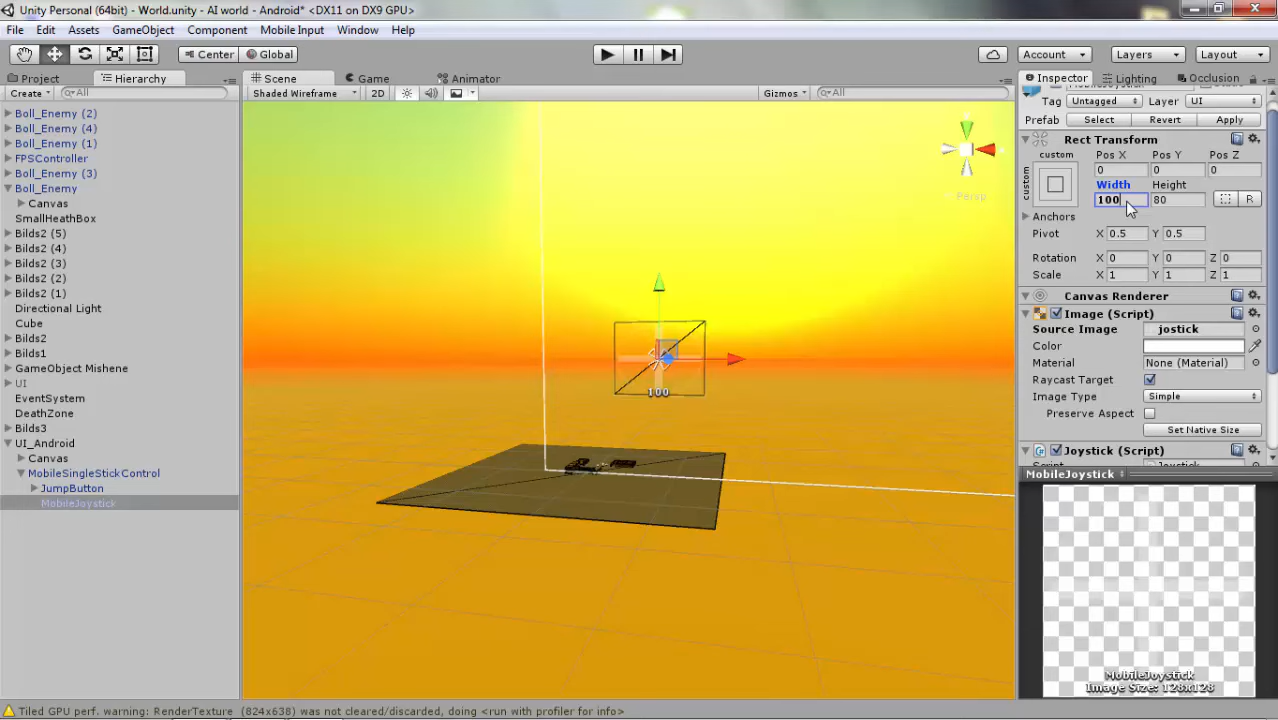 Unity Personal (64bit) - World.unity - AI world - Android* <DX11 on DX9 GPU>
File Edit Assets GameObject Component Mobile Input Window Help
Center Global Account Layers Layout
Project Hierarchy Scene Game Animator Inspector Lighting Occlusion
Create All Shaded Wireframe 2D Gizmos All
Tag Untagged Layer UI
Prefab Select Revert Apply
Boll_Enemy (2)
Boll_Enemy (4)
Boll_Enemy (1)
FPSController
Boll_Enemy (3)
Boll_Enemy
Canvas
SmallHeathBox
Bilds2 (5)
Bilds2 (4)
Bilds2 (3)
Bilds2 (2)
Bilds2 (1)
Directional Light
Cube
Bilds2
Bilds1
GameObject Mishene
UI
EventSystem
DeathZone
Bilds3
UI_Android
Canvas
MobileSingleStickControl
JumpButton
MobileJoystick
Persp
100
Rect Transform
custom Pos X Pos Y Pos Z
custom
0 0 0
Width Height
100 80 R
Anchors
Pivot X 0.5 Y 0.5
Rotation X 0 Y 0 Z 0
Scale X 1 Y 1 Z 1
Canvas Renderer
Image (Script)
Source Image jostick
Color
Material None (Material)
Raycast Target
Image Type Simple
Preserve Aspect
Set Native Size
Joystick (Script)
MobileJoystick
MobileJoystick
Image Size: 128x128
Tiled GPU perf. warning: RenderTexture (824x638) was not cleared/discarded, doing <run with profiler for info>